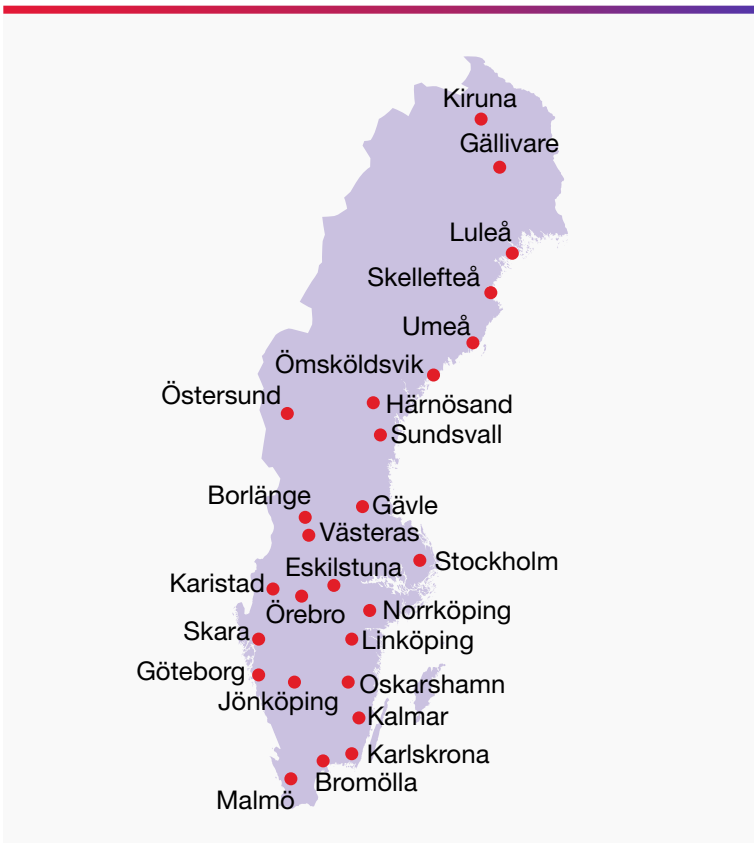 Kiruna
Gällivare
Luleå
Skellefteå
Umeå
Ömsköldsvik
Östersund
Härnösand
Sundsvall
Borlänge
Gävle
Västeras
Stockholm
Eskilstuna
Karistad
Örebro
Norrköping
Skara
Linköping
Göteborg
Oskarshamn
Jönköping
Kalmar
Karlskrona
Bromölla
Malmö